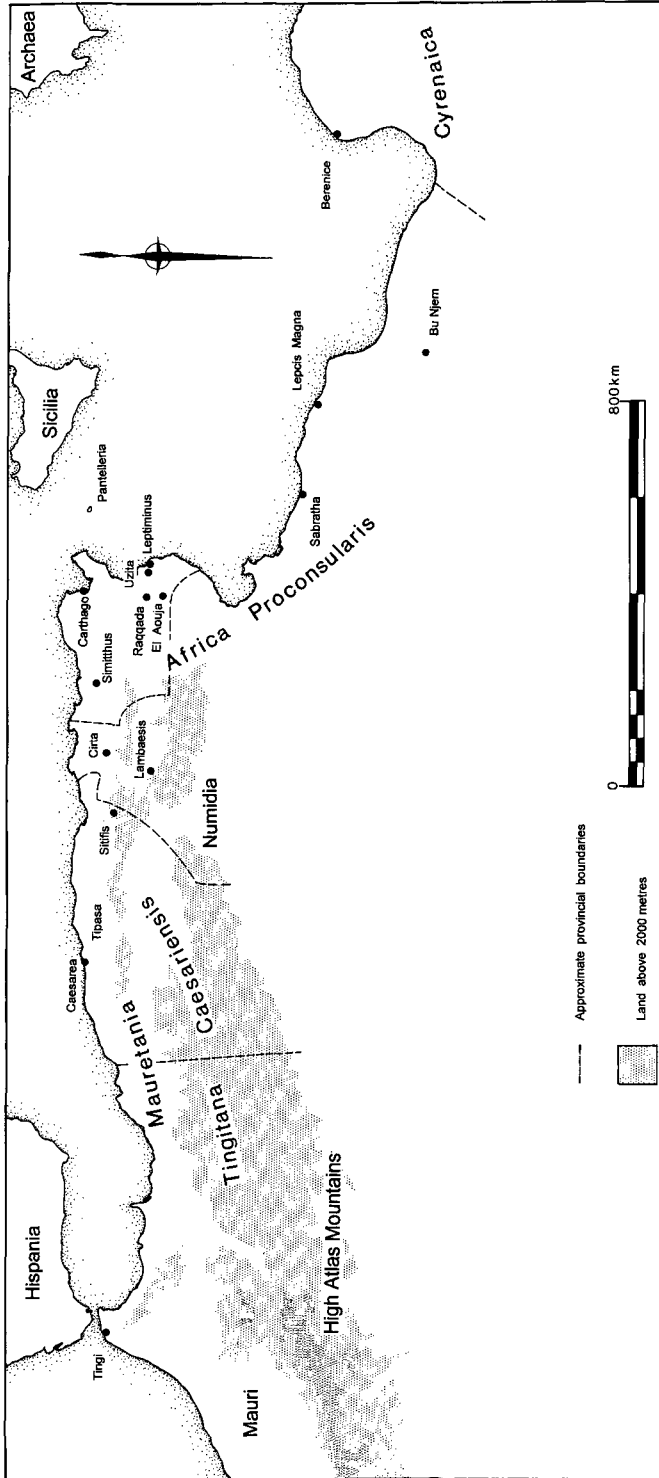 Archaea
Hispania
Sicilia
Pantelleria
Tingi
Caesarea
Tipasa
Sitifis
Cirta
Simitthus
Carthago
Lambaesis
Raqqada
El Aouja
Uzita
Leptiminus
Mauri
Mauretania
Tingitana
Caesariensis
Numidia
Africa Proconsularis
High Atlas Mountains
Sabratha
Lepcis Magna
Berenice
Cyrenaica
Bu Njem
Approximate provincial boundaries
Land above 2000 metres
0
800km